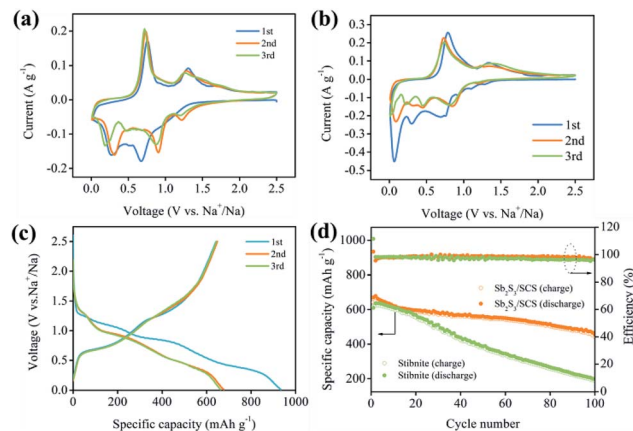 (a)
1st
2nd
3rd
0.2
0.1
0.0
-0.1
-0.2
0.0 0.5 1.0 1.5 2.0 2.5
Current (A g⁻¹)
Voltage (V vs. Na⁺/Na)
(b)
0.3
0.2
0.0
-0.1
-0.2
-0.4
-0.5
0.0 0.5 1.0 1.5 2.0 2.5
Current (A g⁻¹)
Voltage (V vs. Na⁺/Na)
1st
2nd
3rd
(c)
2.5
2.0
1.5
1.0
0.5
0.0
0 200 400 600 800 1000
Voltage (V vs.Na⁺/Na)
Specific capacity (mAh g⁻¹)
1st
2nd
3rd
(d)
1000
800
600
400
200
0 20 40 60 80 100
120
100
80
60
40
20
0
Specific capacity (mAh g⁻¹)
Efficiency (%)
Cycle number
Sb₂S₃/SCS (charge)
Sb₂S₃/SCS (discharge)
Stibnite (charge)
Stibnite (discharge)